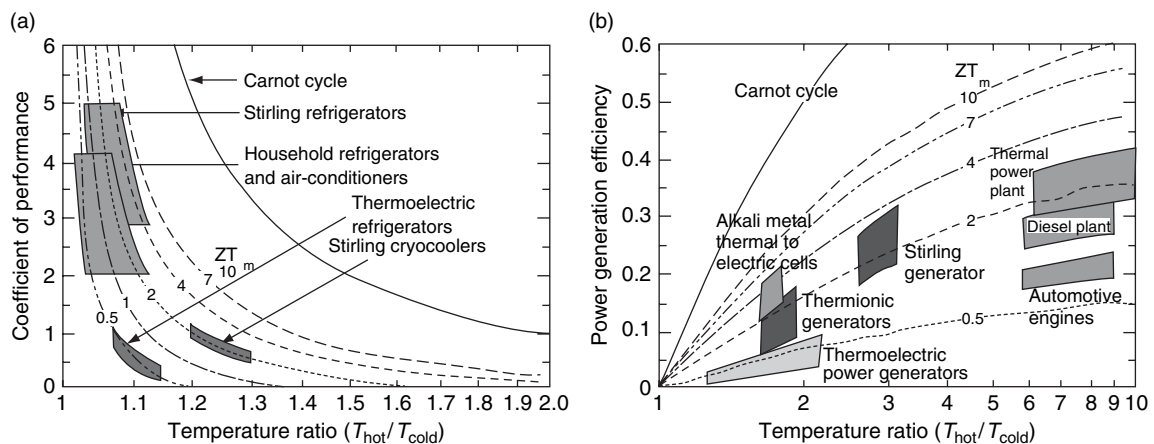 (a)
6
5
4
3
2
1
0
Coefficient of performance
Carnot cycle
Stirling refrigerators
Household refrigerators
and air-conditioners
Thermoelectric
refrigerators
Stirling cryocoolers
ZT m
10
7
4
2
1
0.5
1
1.1
1.2
1.3
1.4
1.5
1.6
1.7
1.8
1.9
2.0
Temperature ratio (Thot/Tcold)
(b)
0.6
0.5
0.4
0.3
0.2
0.1
0
Power generation efficiency
Carnot cycle
ZT m
10
7
4
2
0.5
Thermal
power
plant
Diesel plant
Automotive
engines
Alkali metal
thermal to
electric cells
Stirling
generator
Thermionic
generators
Thermoelectric
power generators
1
2
3
4
5
6
7
8
9
10
Temperature ratio (Thot/Tcold)